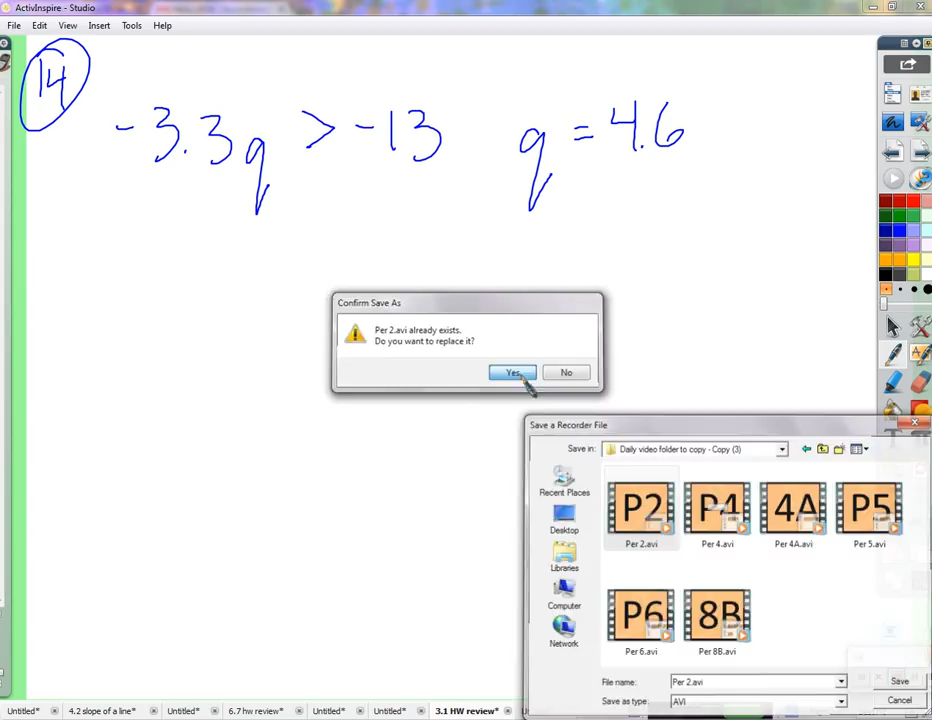 ActivInspire - Studio
File Edit View Insert Tools Help
14
-3.3q > -13 q = 4.6
Confirm Save As
Per 2.avi already exists.
Do you want to replace it?
Yes No
Save a Recorder File
Save in: Daily video folder to copy - Copy (3)
Recent Places
Desktop
Libraries
Computer
Network
P2 P4 4A P5
Per 2.avi Per 4.avi Per 4A.avi Per 5.avi
P6 8B
Per 6.avi Per 8B.avi
File name: Per 2.avi Save
Save as type: AVI Cancel
Untitled* 4.2 slope of a line* Untitled* 6.7 hw review* Untitled* Untitled* 3.1 HW review*